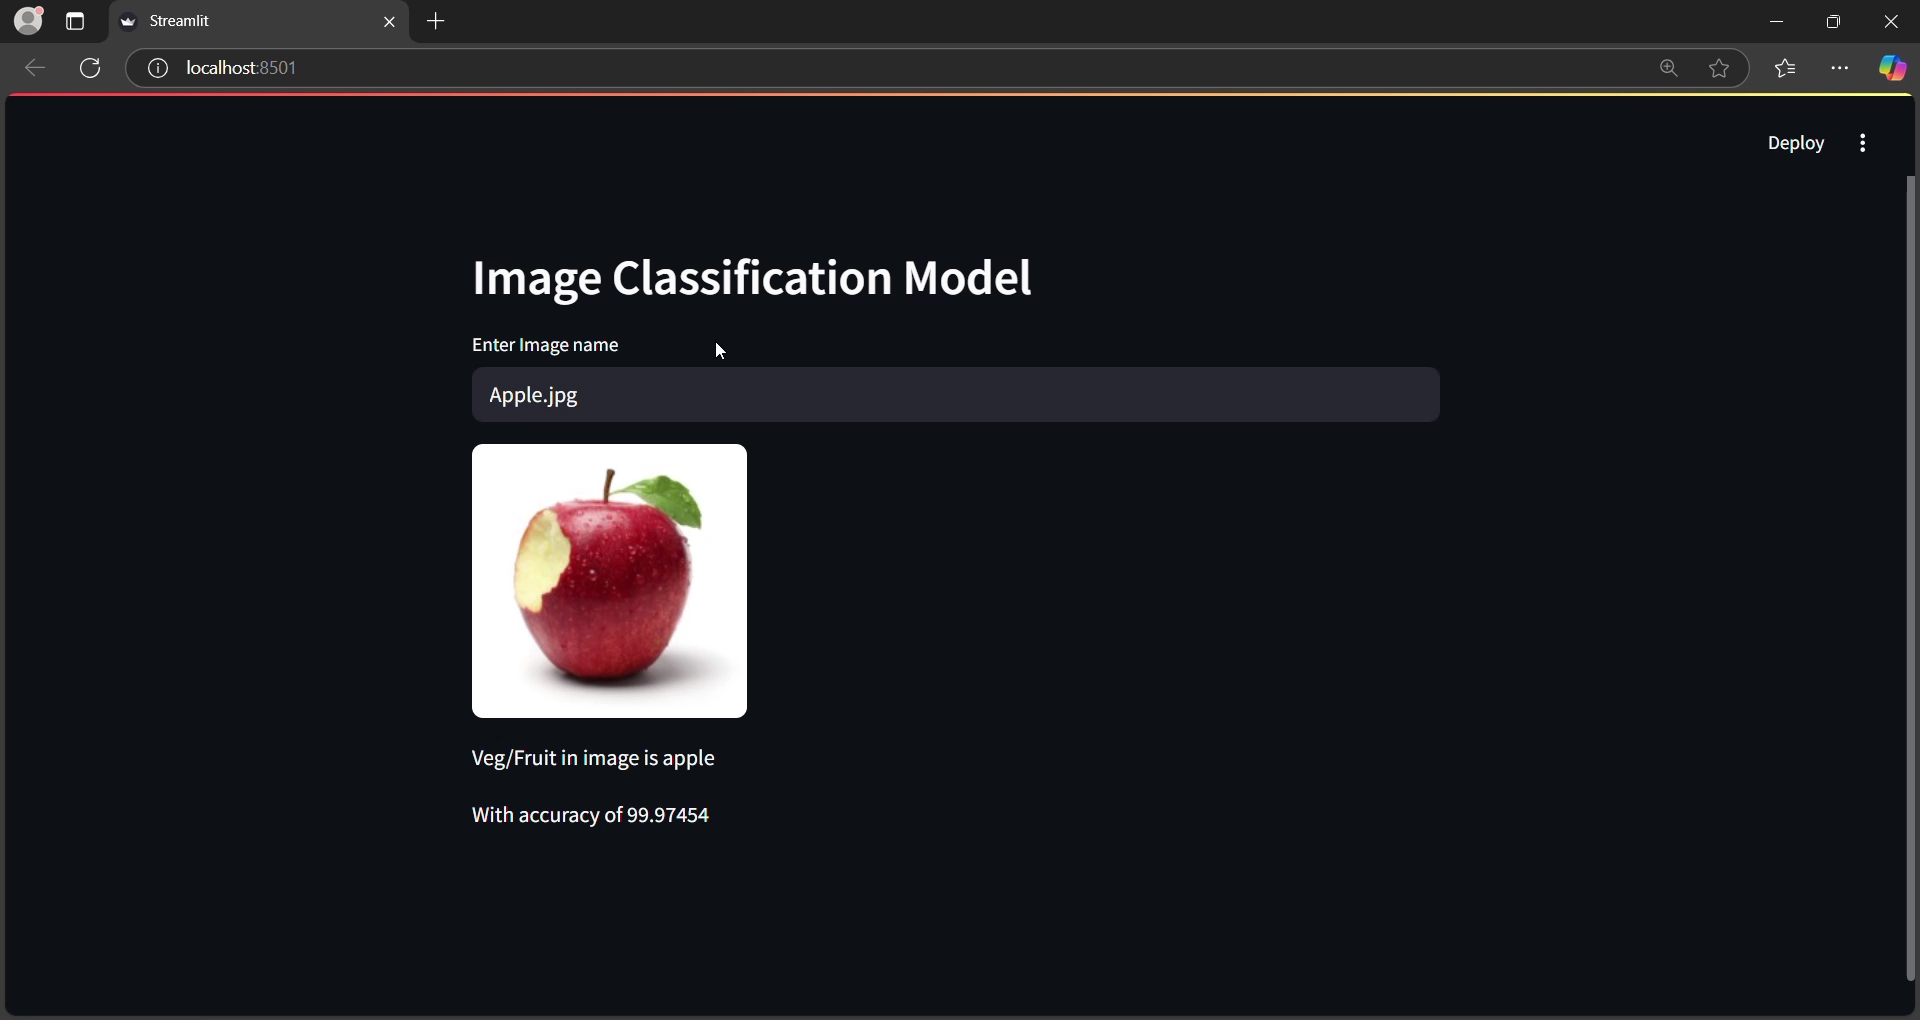 Streamlit
localhost:8501
Deploy
Image Classification Model
Enter Image name
Apple.jpg
Veg/Fruit in image is apple
With accuracy of 99.97454